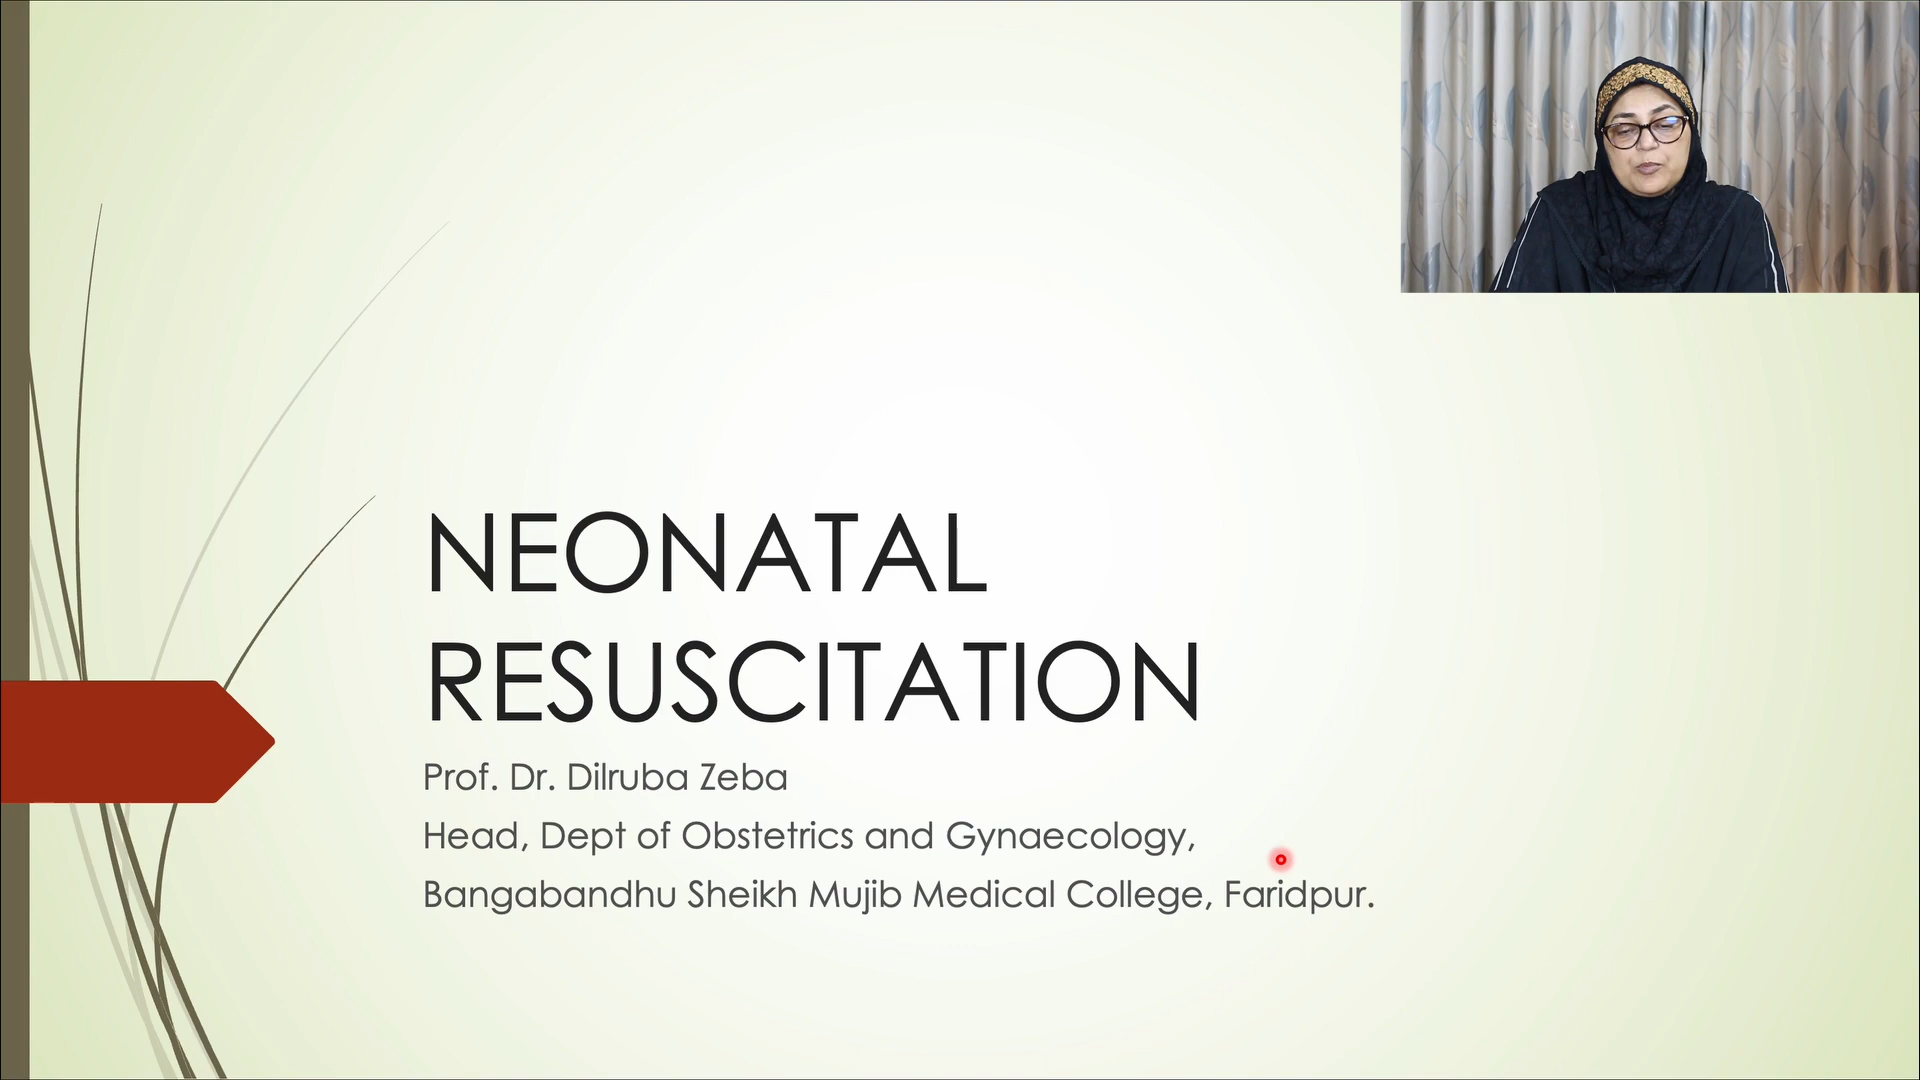 NEONATAL
RESUSCITATION
Prof. Dr. Dilruba Zeba
Head, Dept of Obstetrics and Gynaecology,
Bangabandhu Sheikh Mujib Medical College, Faridpur.